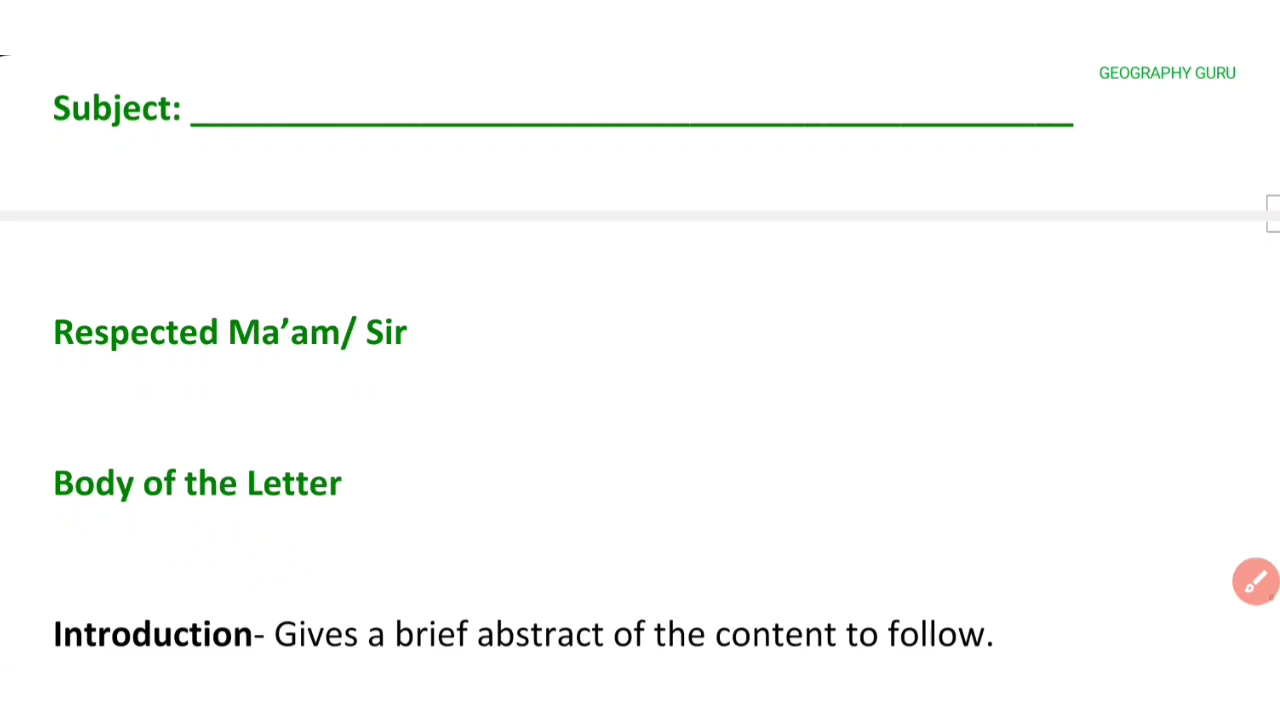 GEOGRAPHY GURU
Subject: ______________________________________________
Respected Ma’am/ Sir
Body of the Letter
Introduction- Gives a brief abstract of the content to follow.